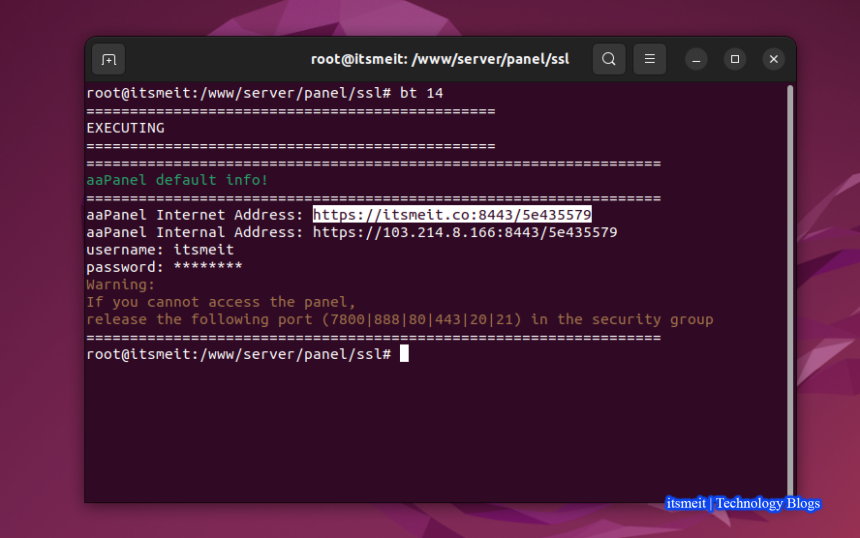 root@itsmeit: /www/server/panel/ssl
root@itsmeit:/www/server/panel/ssl# bt 14
===============================================
EXECUTING
===============================================
==================================================================
aaPanel default info!
==================================================================
aaPanel Internet Address: https://itsmeit.co:8443/5e435579
aaPanel Internal Address: https://103.214.8.166:8443/5e435579
username: itsmeit
password: ********
Warning:
If you cannot access the panel,
release the following port (7800|888|80|443|20|21) in the security group
==================================================================
root@itsmeit:/www/server/panel/ssl#
itsmeit | Technology Blogs